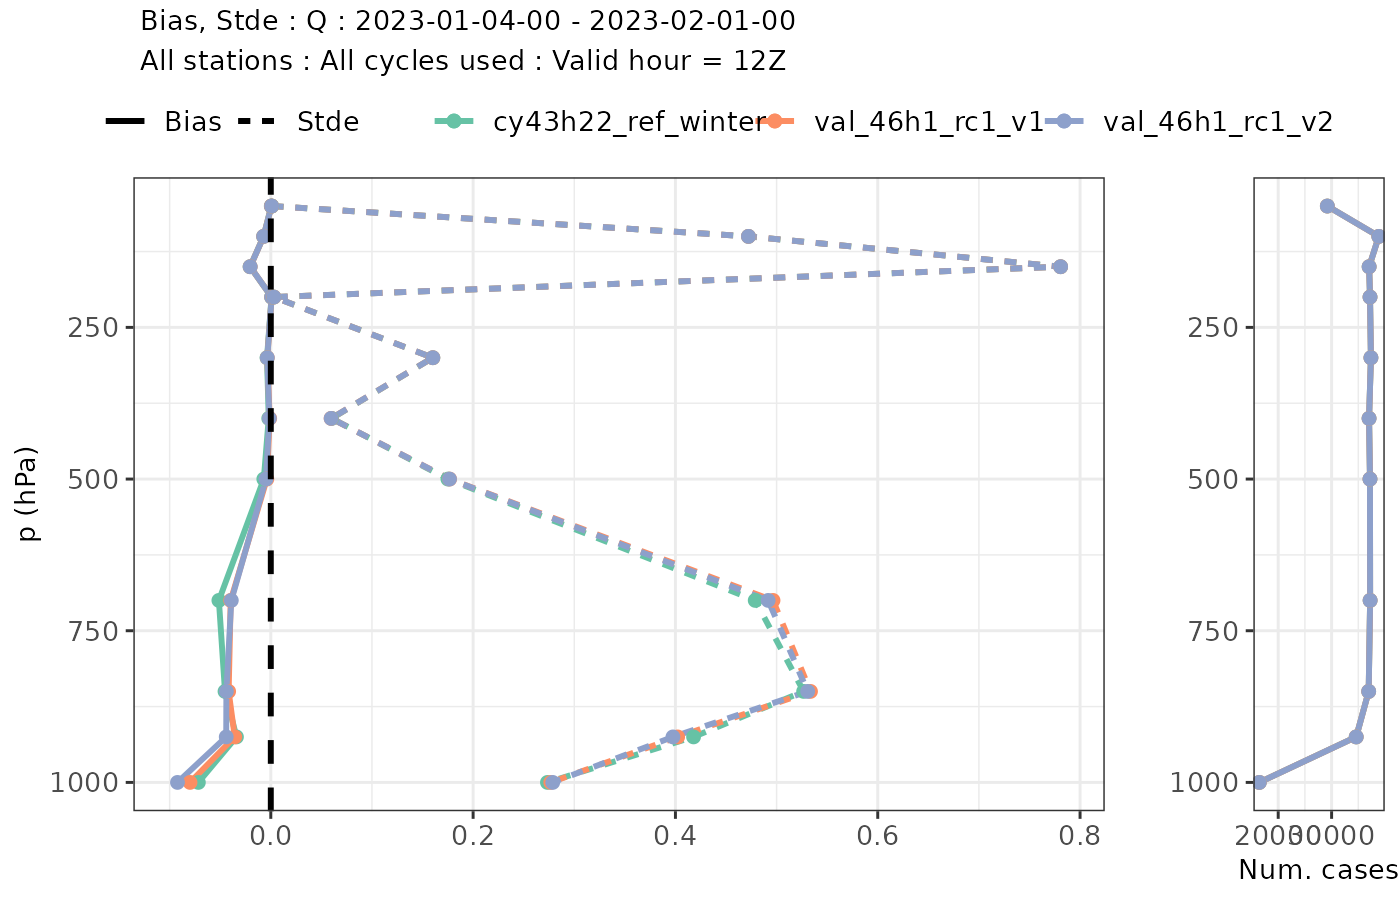 Bias, Stde : Q : 2023-01-04-00 - 2023-02-01-00
All stations : All cycles used : Valid hour = 12Z
Bias Stde cy43h22_ref_winter val_46h1_rc1_v1 val_46h1_rc1_v2
p (hPa)
250 250
500 500
750 750
1000 1000
0.0 0.2 0.4 0.6 0.8 20000 30000
Num. cases